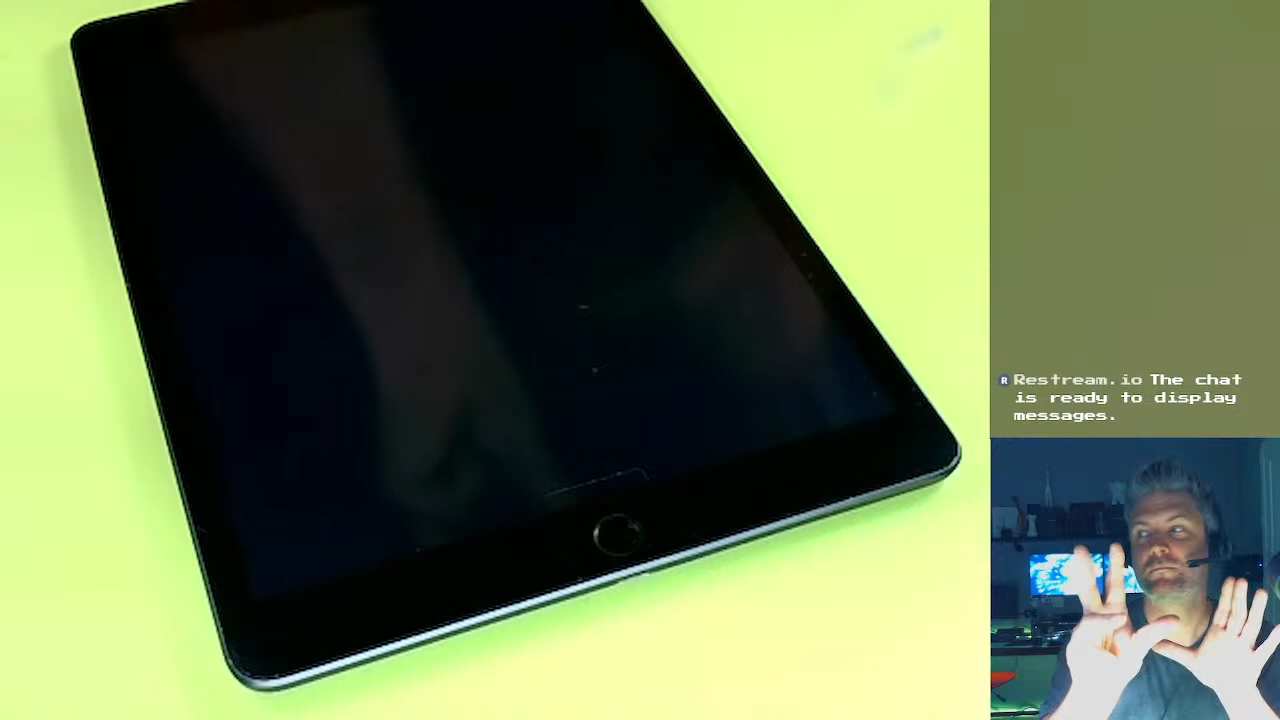 R Restream.io The chat
is ready to display
messages.